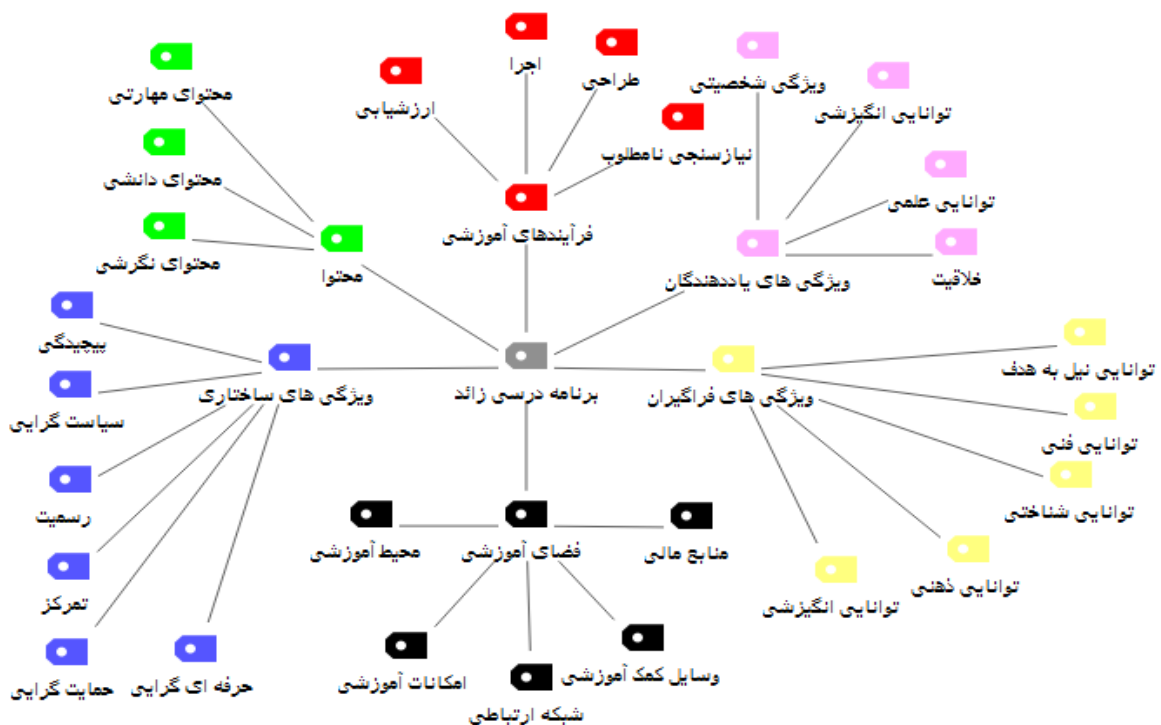 اجرا
طراحی
ویژگی شخصیتی
محتوای مهارتی
ارزشیابی
توانایی انگیزشی
نیازسنجی نامطلوب
محتوای دانشی
توانایی علمی
فرآیندهای آموزشی
محتوای نگرشی
محتوا
ویژگی های یاددهندگان
خلاقیت
پیچیدگی
توانایی نیل به هدف
ویژگی های ساختاری
برنامه درسی زائد
ویژگی های فراگیران
سیاست گرایی
توانایی فنی
رسمیت
توانایی شناختی
محیط آموزشی
فضای آموزشی
منابع مالی
توانایی ذهنی
تمرکز
توانایی انگیزشی
حمایت گرایی
حرفه ای گرایی
امکانات آموزشی
وسایل کمک آموزشی
شبکه ارتباطی